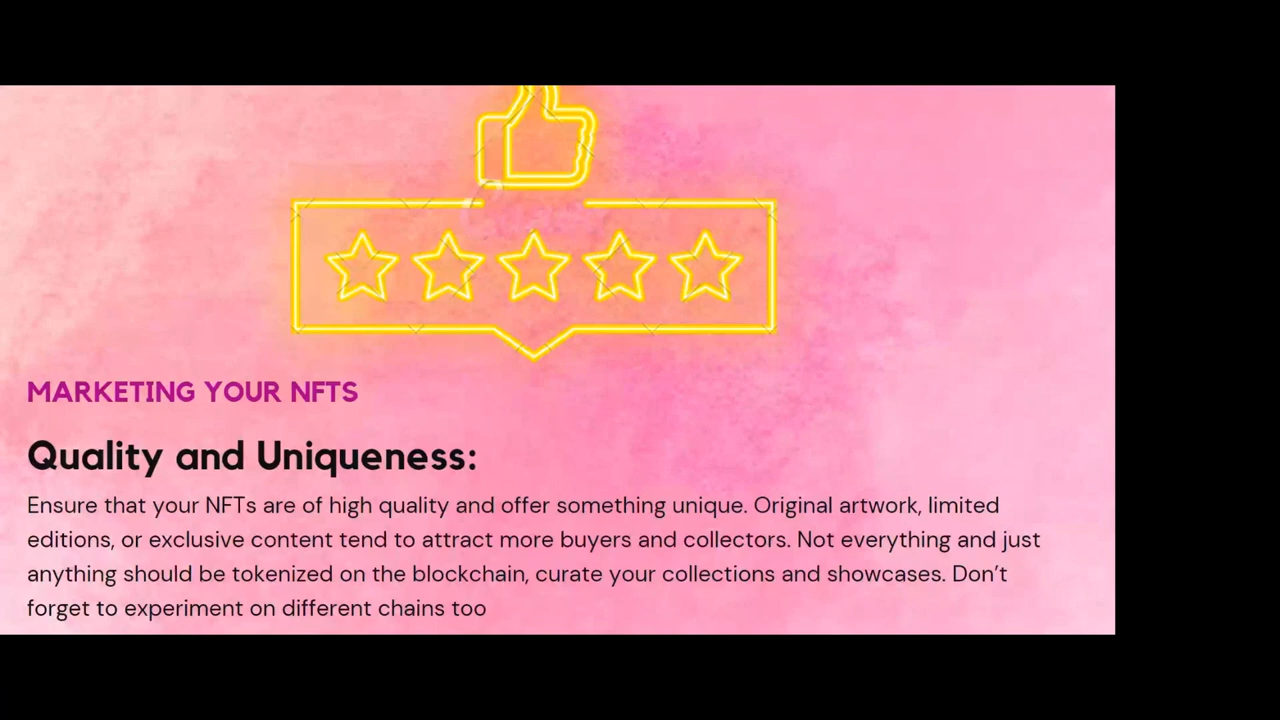 MARKETING YOUR NFTS
Quality and Uniqueness:
Ensure that your NFTs are of high quality and offer something unique. Original artwork, limited
editions, or exclusive content tend to attract more buyers and collectors. Not everything and just
anything should be tokenized on the blockchain, curate your collections and showcases. Don’t
forget to experiment on different chains too